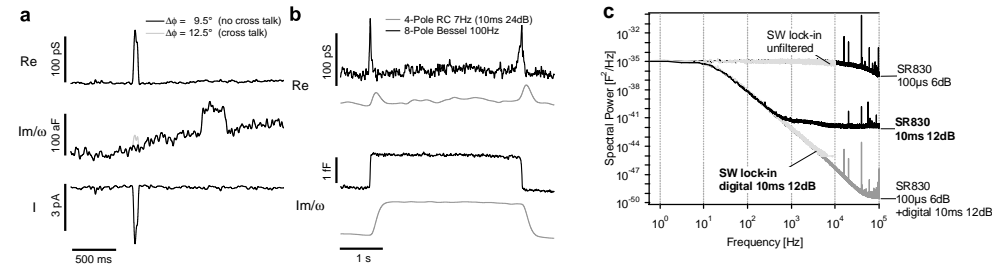 a
Δϕ = 9.5° (no cross talk)
Δϕ = 12.5° (cross talk)
Re
100 pS
Im/ω
100 aF
I
3 pA
500 ms
b
4-Pole RC 7Hz (10ms 24dB)
8-Pole Bessel 100Hz
100 pS
Re
1 fF
Im/ω
1 s
c
Spectral Power [F²/Hz]
10⁻³²
10⁻³⁵
10⁻³⁸
10⁻⁴¹
10⁻⁴⁴
10⁻⁴⁷
10⁻⁵⁰
SW lock-in
unfiltered
SR830
100µs 6dB
SR830
10ms 12dB
SW lock-in
digital 10ms 12dB
SR830
100µs 6dB
+digital 10ms 12dB
10⁰
10¹
10²
10³
10⁴
10⁵
Frequency [Hz]